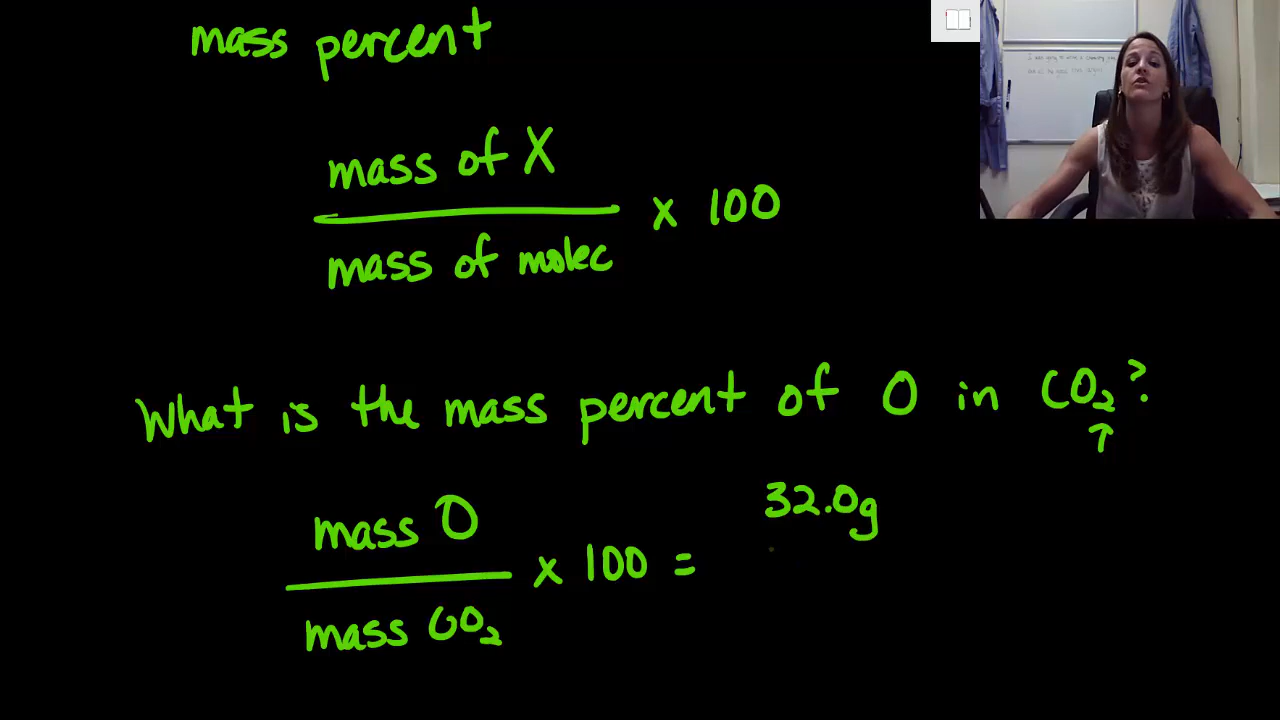 mass percent
mass of X
x 100
mass of molec
What is the mass percent of O in CO₂?
↑
32.0g
mass O
x 100 =
mass CO₂